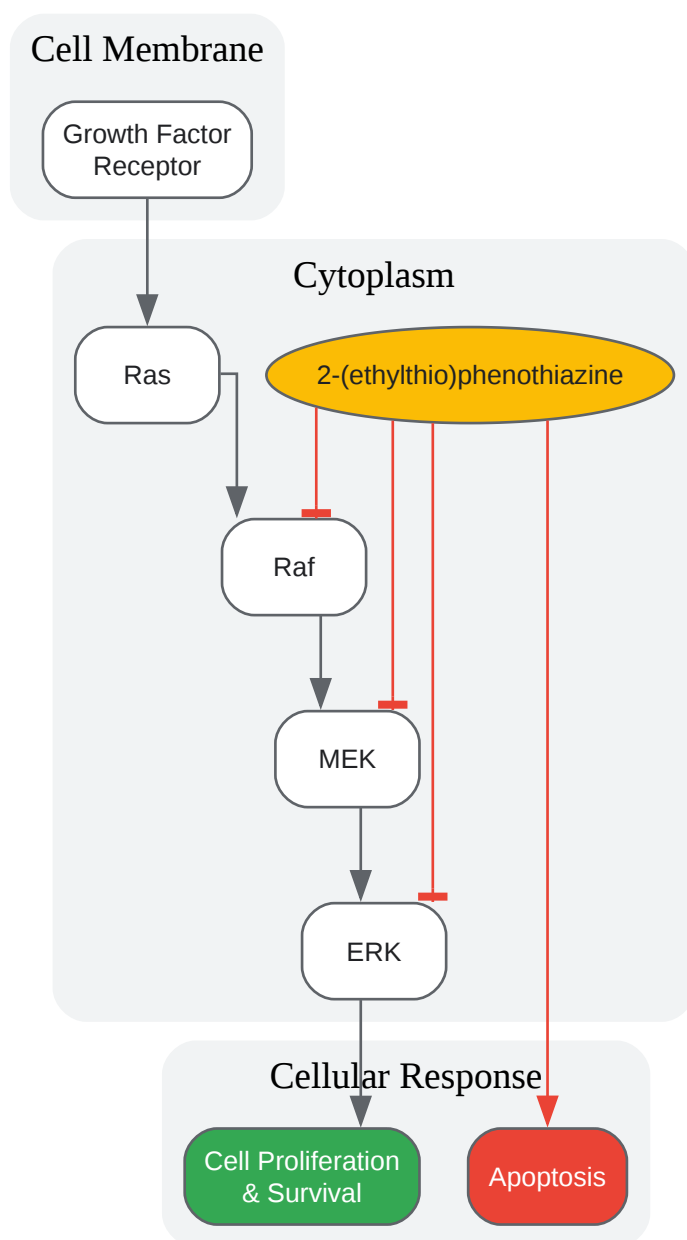 Cell Membrane
Growth Factor
Receptor
Cytoplasm
Ras
2-(ethylthio)phenothiazine
Raf
MEK
ERK
Cellular Response
Cell Proliferation
& Survival
Apoptosis